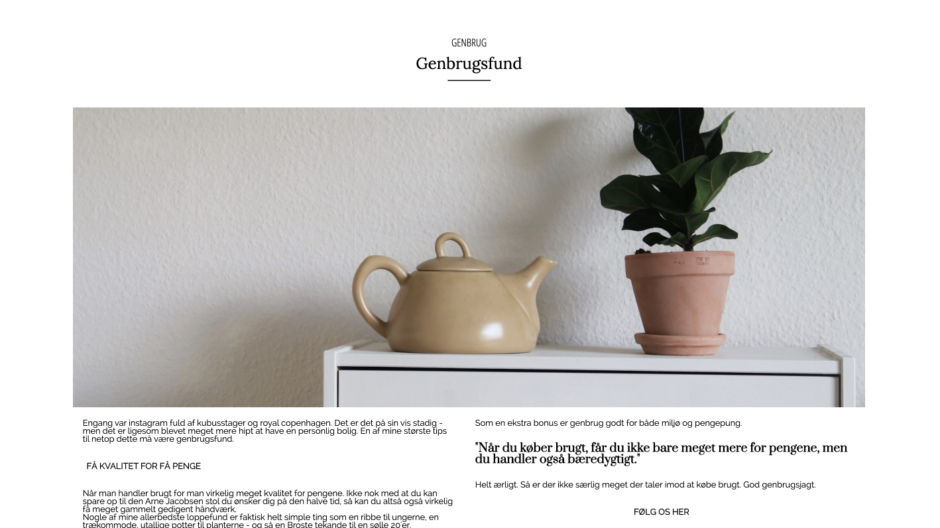 GENBRUG
Genbrugsfund
Engang var instagram fuld af kubusstager og royal copenhagen. Det er det på sin vis stadig -
men det er ligesom blevet meget mere hipt at have en personlig bolig. En af mine største tips
til netop dette må være genbrugsfund.
FÅ KVALITET FOR FÅ PENGE
Når man handler brugt for man virkelig meget kvalitet for pengene. Ikke nok med at du kan
spare op til den Arne Jacobsen stol du ønsker dig på den halve tid, så kan du altså også virkelig
få meget gammelt gedigent håndværk.
Nogle af mine allerbedste loppefund er faktisk helt simple ting som en ribbe til ungerne, en
trækommode, utallige potter til planterne - og så en Broste tekande til en sølle 20'er.
Som en ekstra bonus er genbrug godt for både miljø og pengepung.
"Når du køber brugt, får du ikke bare meget mere for pengene, men
du handler også bæredygtigt."
Helt ærligt. Så er der ikke særlig meget der taler imod at købe brugt. God genbrugsjagt.
FØLG OS HER